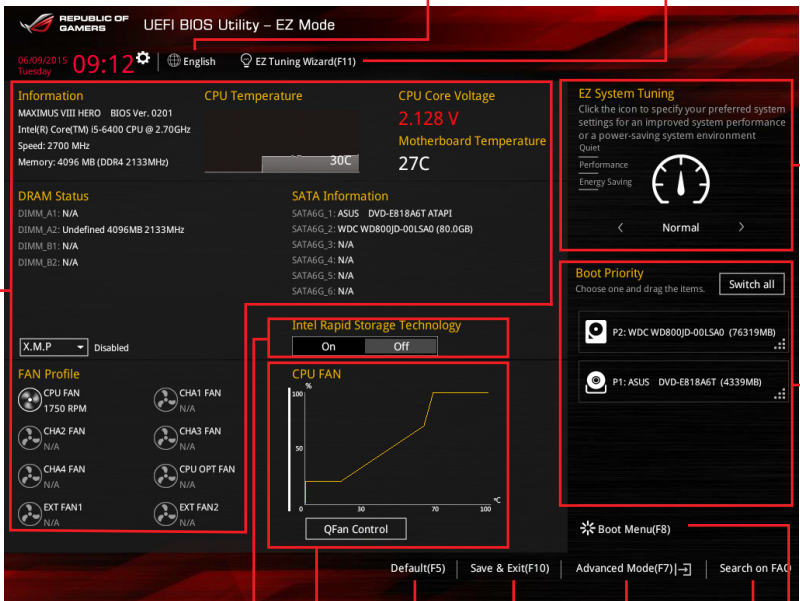 REPUBLIC OF GAMERS
UEFI BIOS Utility – EZ Mode
06/09/2015
Tuesday
09:12
English
EZ Tuning Wizard(F11)
Information
MAXIMUS VIII HERO BIOS Ver. 0201
Intel(R) Core(TM) i5-6400 CPU @ 2.70GHz
Speed: 2700 MHz
Memory: 4096 MB (DDR4 2133MHz)
CPU Temperature
30C
CPU Core Voltage
2.128 V
Motherboard Temperature
27C
EZ System Tuning
Click the icon to specify your preferred system
settings for an improved system performance
or a power-saving system environment
Quiet
Performance
Energy Saving
Normal
DRAM Status
DIMM_A1: N/A
DIMM_A2: Undefined 4096MB 2133MHz
DIMM_B1: N/A
DIMM_B2: N/A
SATA Information
SATA6G_1: ASUS DVD-E818A6T ATAPI
SATA6G_2: WDC WD800JD-00LSA0 (80.0GB)
SATA6G_3: N/A
SATA6G_4: N/A
SATA6G_5: N/A
SATA6G_6: N/A
Boot Priority
Choose one and drag the items.
Switch all
P2: WDC WD800JD-00LSA0 (76319MB)
P1: ASUS DVD-E818A6T (4339MB)
X.M.P
Disabled
Intel Rapid Storage Technology
On
Off
FAN Profile
CPU FAN
1750 RPM
CHA1 FAN
N/A
CHA2 FAN
N/A
CHA3 FAN
N/A
CHA4 FAN
N/A
CPU OPT FAN
N/A
EXT FAN1
N/A
EXT FAN2
N/A
CPU FAN
%
100
50
0
30
70
100
°C
QFan Control
Boot Menu(F8)
Default(F5)
Save & Exit(F10)
Advanced Mode(F7)
Search on FAQ